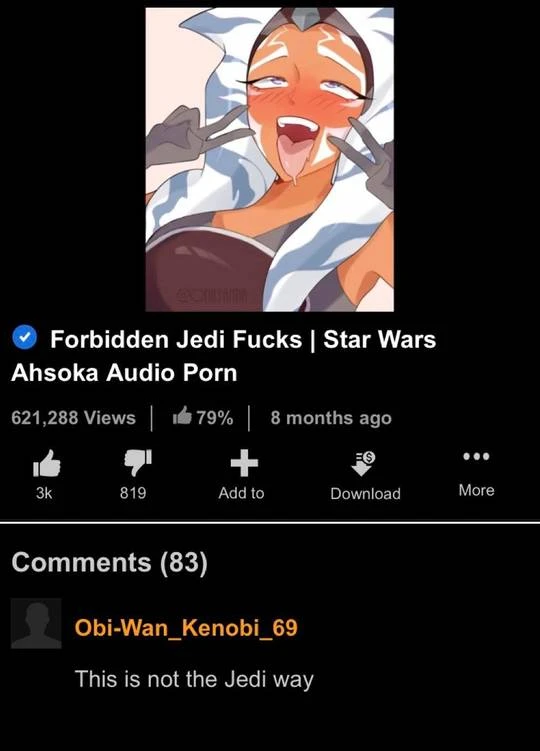 Forbidden Jedi Fucks | Star Wars
Ahsoka Audio Porn
621,288 Views | 79% | 8 months ago
3k 819 Add to Download More
Comments (83)
Obi-Wan_Kenobi_69
This is not the Jedi way